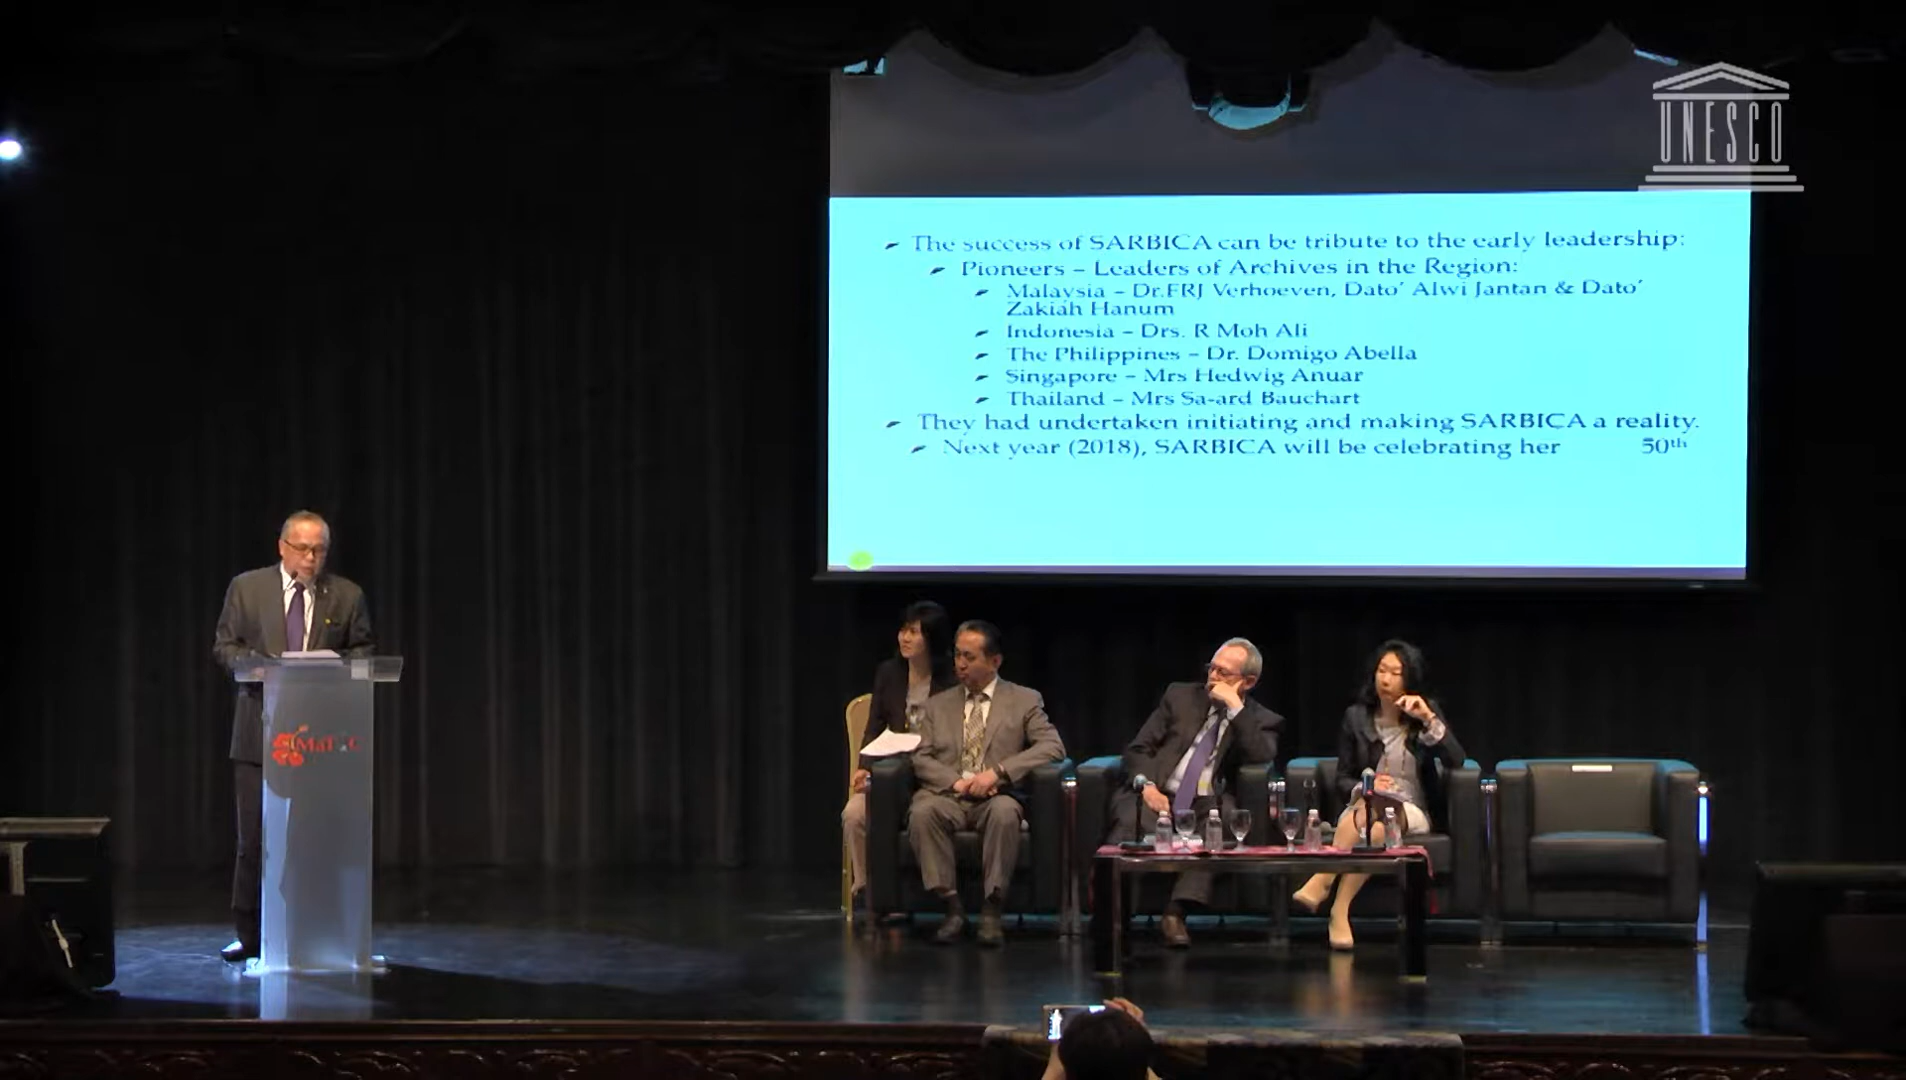 UNESCO
The success of SARBICA can be tribute to the early leadership:
Pioneers – Leaders of Archives in the Region:
Malaysia – Dr.FRJ Verhoeven, Dato’ Alwi Jantan & Dato’
Zakiah Hanum
Indonesia – Drs. R Moh Ali
The Philippines – Dr. Domigo Abella
Singapore – Mrs Hedwig Anuar
Thailand – Mrs Sa-ard Bauchart
They had undertaken initiating and making SARBICA a reality.
Next year (2018), SARBICA will be celebrating her 50th